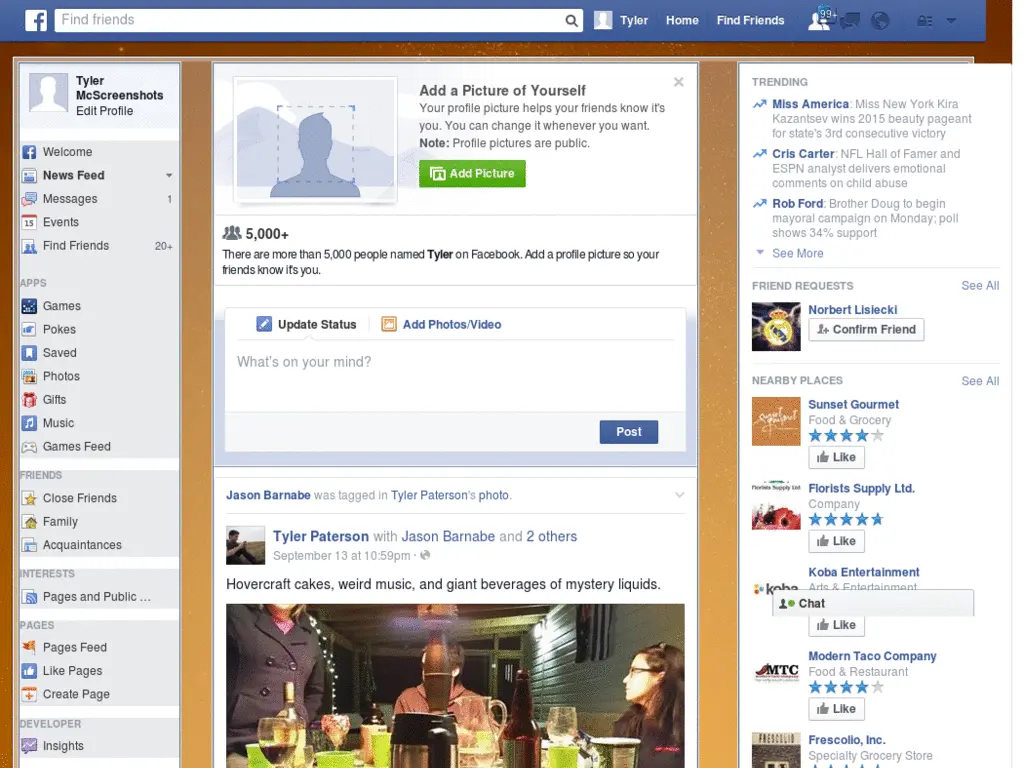 Find friends
Tyler
Home
Find Friends
99+
Tyler
McScreenshots
Edit Profile
Welcome
News Feed
Messages 1
15 Events
Find Friends 20+
APPS
Games
Pokes
Saved
Photos
Gifts
Music
Games Feed
FRIENDS
Close Friends
Family
Acquaintances
INTERESTS
Pages and Public ...
PAGES
Pages Feed
Like Pages
Create Page
DEVELOPER
Insights
Add a Picture of Yourself
Your profile picture helps your friends know it's
you. You can change it whenever you want.
Note: Profile pictures are public.
Add Picture
5,000+
There are more than 5,000 people named Tyler on Facebook. Add a profile picture so your
friends know it's you.
Update Status
Add Photos/Video
What's on your mind?
Post
Jason Barnabe was tagged in Tyler Paterson's photo.
Tyler Paterson with Jason Barnabe and 2 others
September 13 at 10:59pm ·
Hovercraft cakes, weird music, and giant beverages of mystery liquids.
TRENDING
Miss America: Miss New York Kira
Kazantsev wins 2015 beauty pageant
for state's 3rd consecutive victory
Cris Carter: NFL Hall of Famer and
ESPN analyst delivers emotional
comments on child abuse
Rob Ford: Brother Doug to begin
mayoral campaign on Monday; poll
shows 34% support
See More
FRIEND REQUESTS See All
Norbert Lisiecki
Confirm Friend
NEARBY PLACES See All
sunset gourmet
Sunset Gourmet
Food & Grocery
Like
Florists Supply Ltd
Florists Supply Ltd.
Company
Like
koba
Koba Entertainment
Arts & Entertainment
Chat
Like
MTC
Modern Taco Company
Food & Restaurant
Like
FRESCOLIO
Frescolio, Inc.
Specialty Grocery Store